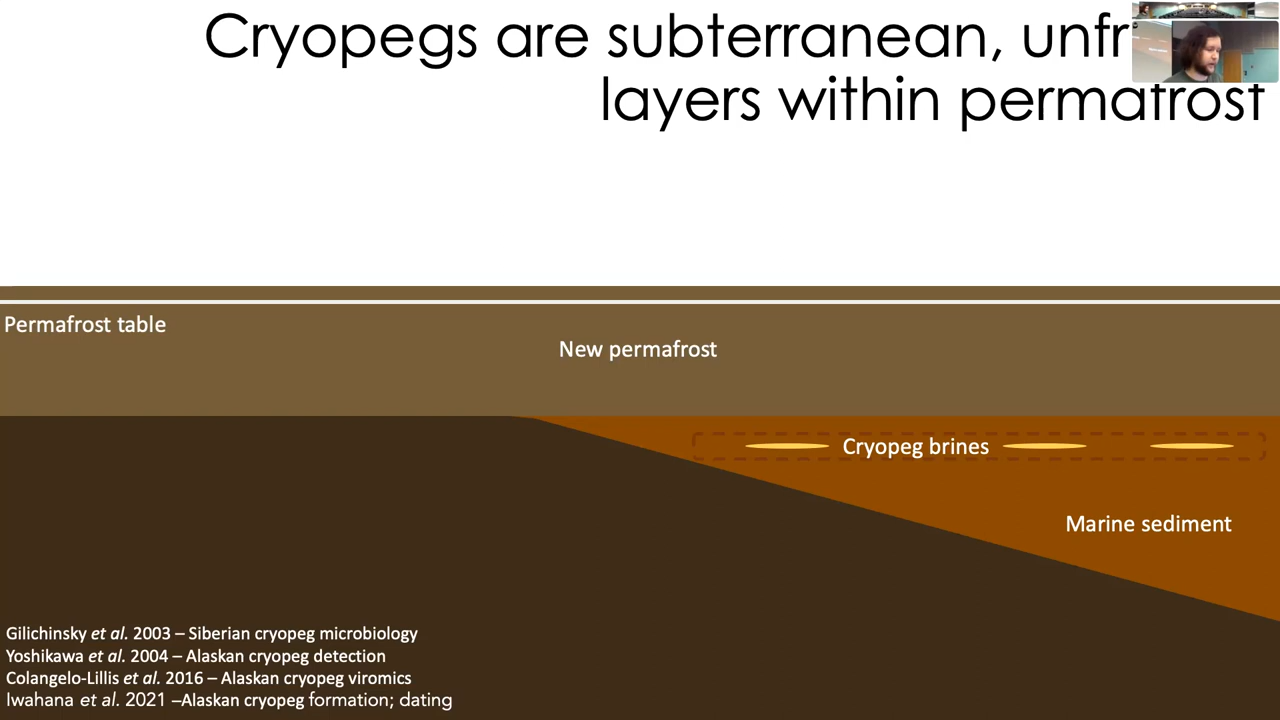 Cryopegs are subterranean,
layers within permafrost
Permafrost table
New permafrost
Cryopeg brines
Marine sediment
Gilichinsky et al. 2003 – Siberian cryopeg microbiology
Yoshikawa et al. 2004 – Alaskan cryopeg detection
Colangelo-Lillis et al. 2016 – Alaskan cryopeg viromics
Iwahana et al. 2021 –Alaskan cryopeg formation; dating